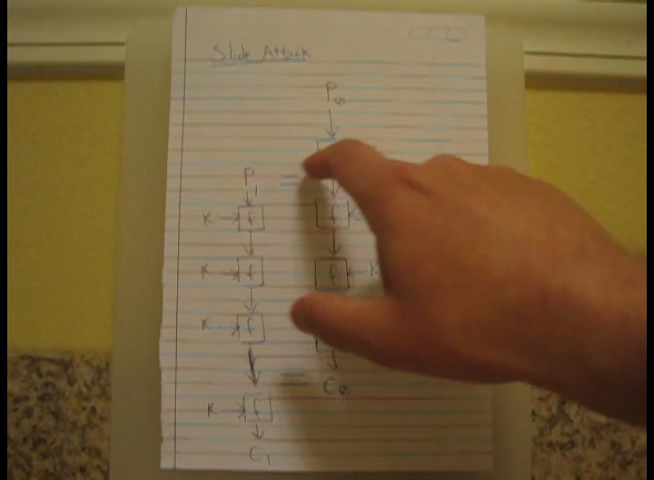 Slide Attack
P₀
P₁ =
K f f K
K f f K
K f
= C₀
K f
C₁